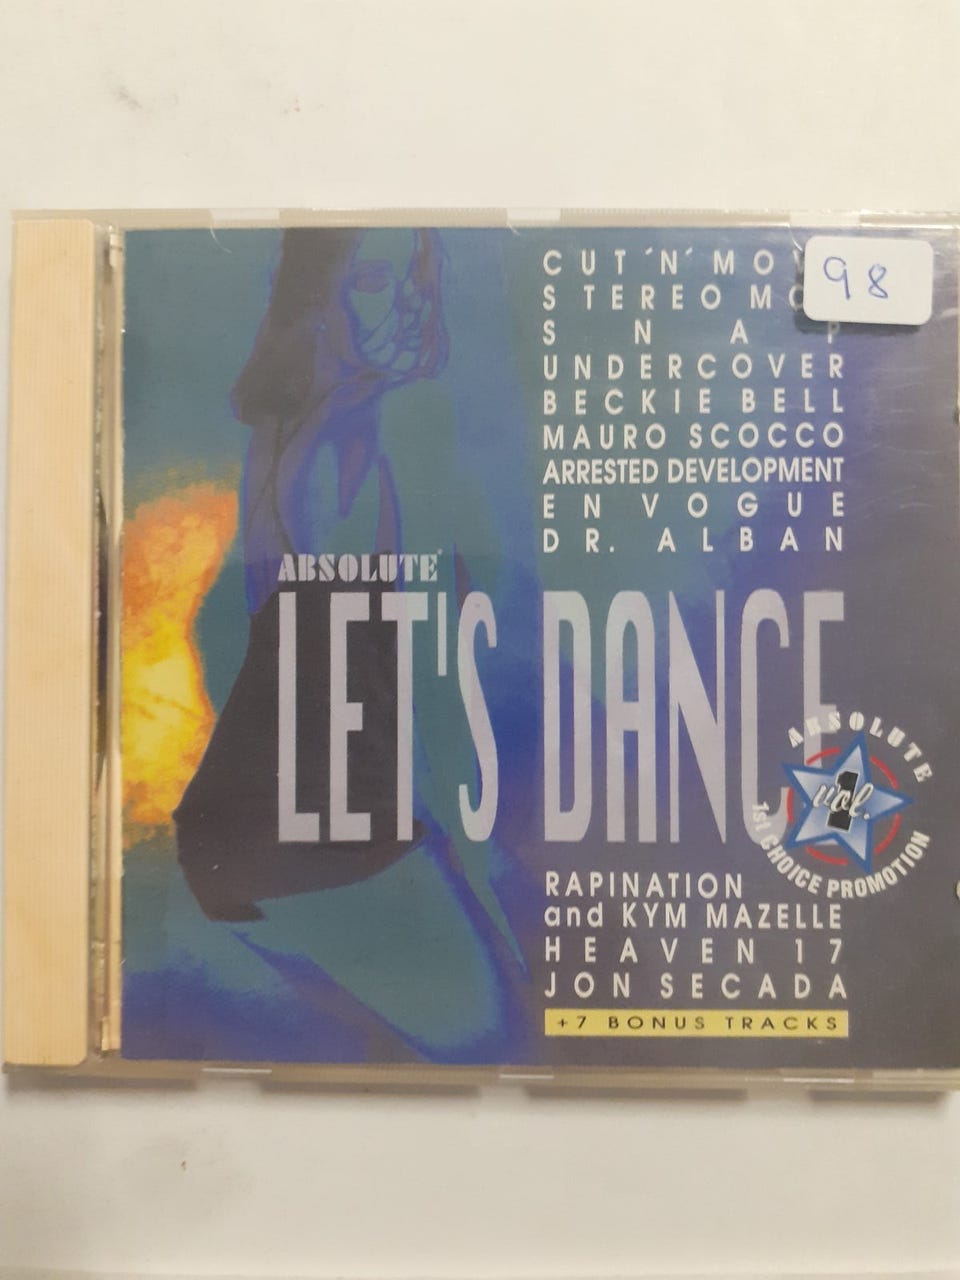 CUT ´N´ MO
98
STEREO
SNAP
UNDERCOVER
BECKIE BELL
MAURO SCOCCO
ARRESTED DEVELOPMENT
EN VOGUE
DR. ALBAN
ABSOLUTE
LET'S DANCE
ABSOLUTE
vol. 1
1st CHOICE PROMOTION
RAPINATION
and KYM MAZELLE
HEAVEN 17
JON SECADA
+7 BONUS TRACKS